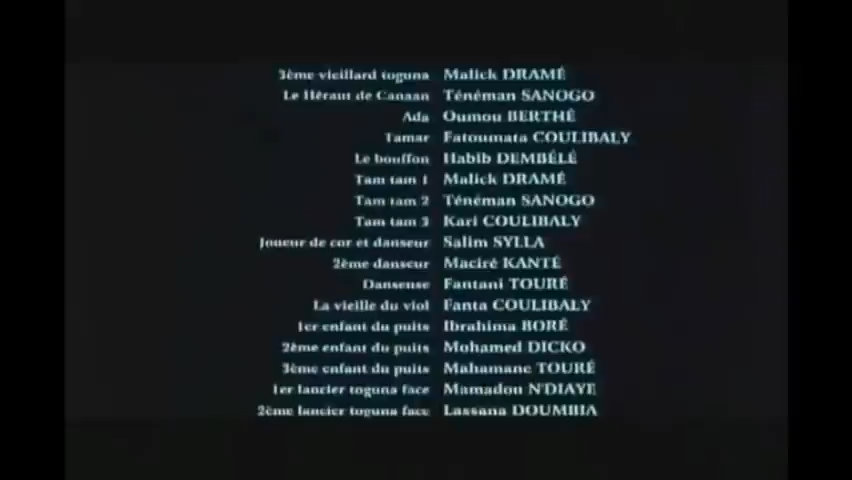 3ème vieillard toguna Malick DRAMÉ
Le Héraut de Canaan Ténéman SANOGO
Ada Oumou BERTHÉ
Tamar Fatoumata COULIBALY
Le bouffon Habib DEMBÉLÉ
Tam tam 1 Malick DRAMÉ
Tam tam 2 Ténéman SANOGO
Tam tam 3 Kari COULIBALY
Joueur de cor et danseur Salim SYLLA
2ème danseur Maciré KANTÉ
Danseuse Fantani TOURÉ
La vieille du viol Fanta COULIBALY
1er enfant du puits Ibrahima BORÉ
2ème enfant du puits Mohamed DICKO
3ème enfant du puits Mahamane TOURÉ
1er lancier toguna face Mamadou N'DIAYE
2ème lancier toguna face Lassana DOUMBIA